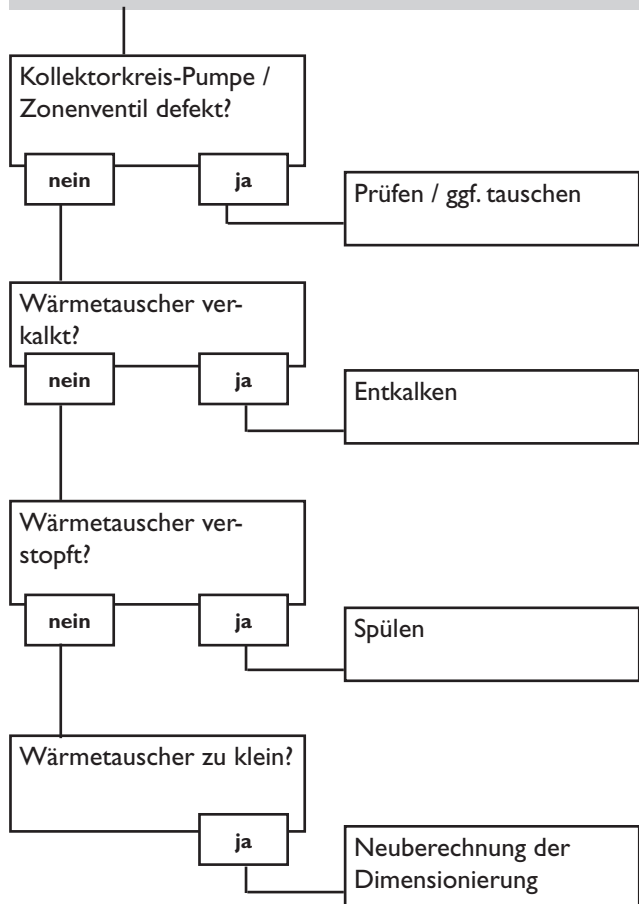 Kollektorkreis-Pumpe /
Zonenventil defekt?
nein
ja
Prüfen / ggf. tauschen
Wärmetauscher ver-
kalkt?
nein
ja
Entkalken
Wärmetauscher ver-
stopft?
nein
ja
Spülen
Wärmetauscher zu klein?
ja
Neuberechnung der
Dimensionierung